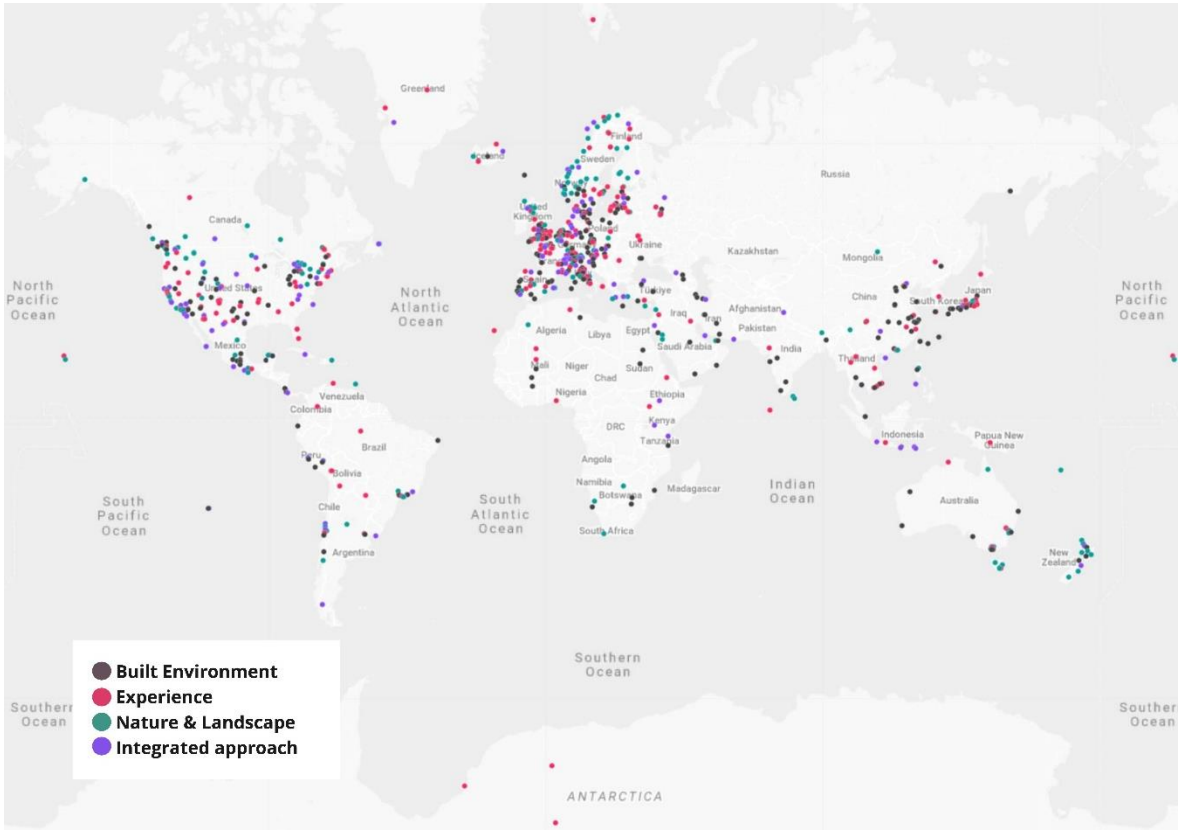 Greenland
Iceland
Finland
Sweden
Russia
Canada
United
Kingdom
Poland
Ukraine
Kazakhstan
Mongolia
North
Pacific
Ocean
United States
North
Atlantic
Ocean
Spain
Türkiye
China
South Korea
Japan
North
Pacific
Ocean
Afghanistan
Iraq
Iran
Pakistan
Algeria
Libya
Egypt
Saudi Arabia
India
Mexico
Mali
Niger
Chad
Sudan
Thailand
Venezuela
Colombia
Nigeria
Ethiopia
Kenya
DRC
Tanzania
Indonesia
Papua New
Guinea
Brazil
Peru
Bolivia
Angola
Namibia
Botswana
Madagascar
Indian
Ocean
Australia
South
Pacific
Ocean
Chile
South
Atlantic
Ocean
South Africa
Argentina
New
Zealand
Southern
Ocean
Built Environment
Experience
Nature & Landscape
Integrated approach
Southern
Ocean
Southern
Ocean
ANTARCTICA